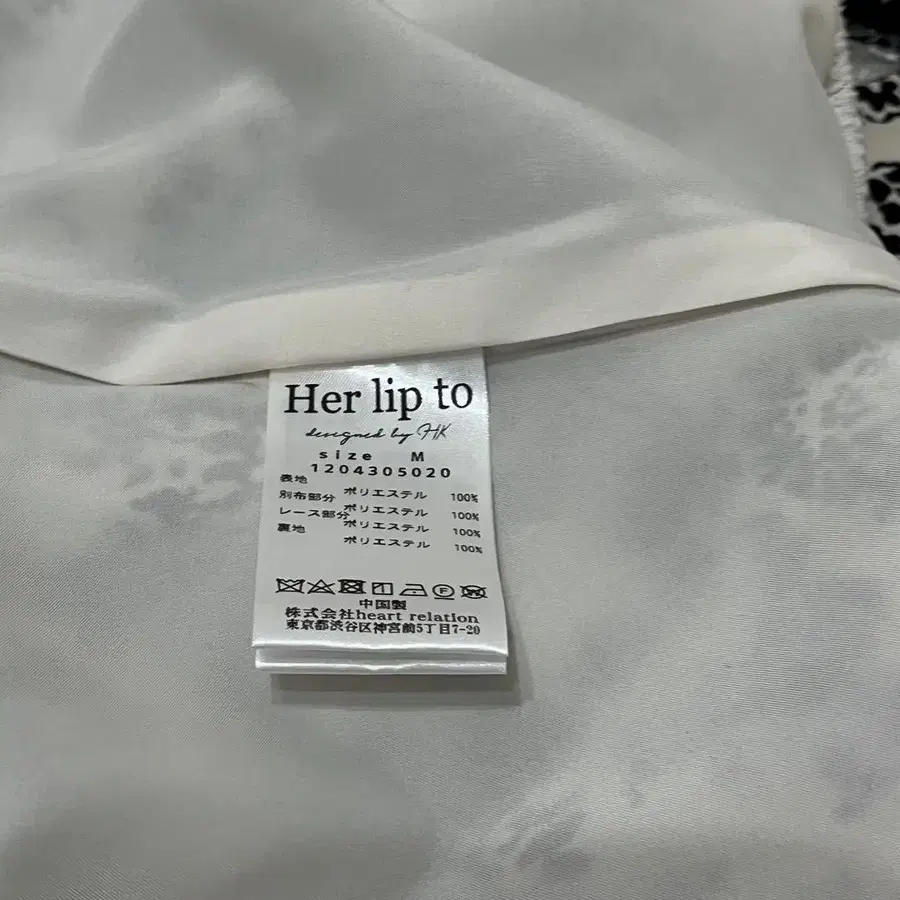 Her lip to
designed by HK
size M
1204305020
表地
ポリエステル 100%
別布部分
ポリエステル 100%
レース部分
ポリエステル 100%
裏地
ポリエステル 100%
中国製
株式会社heart relation
東京都渋谷区神宮前5丁目7-20